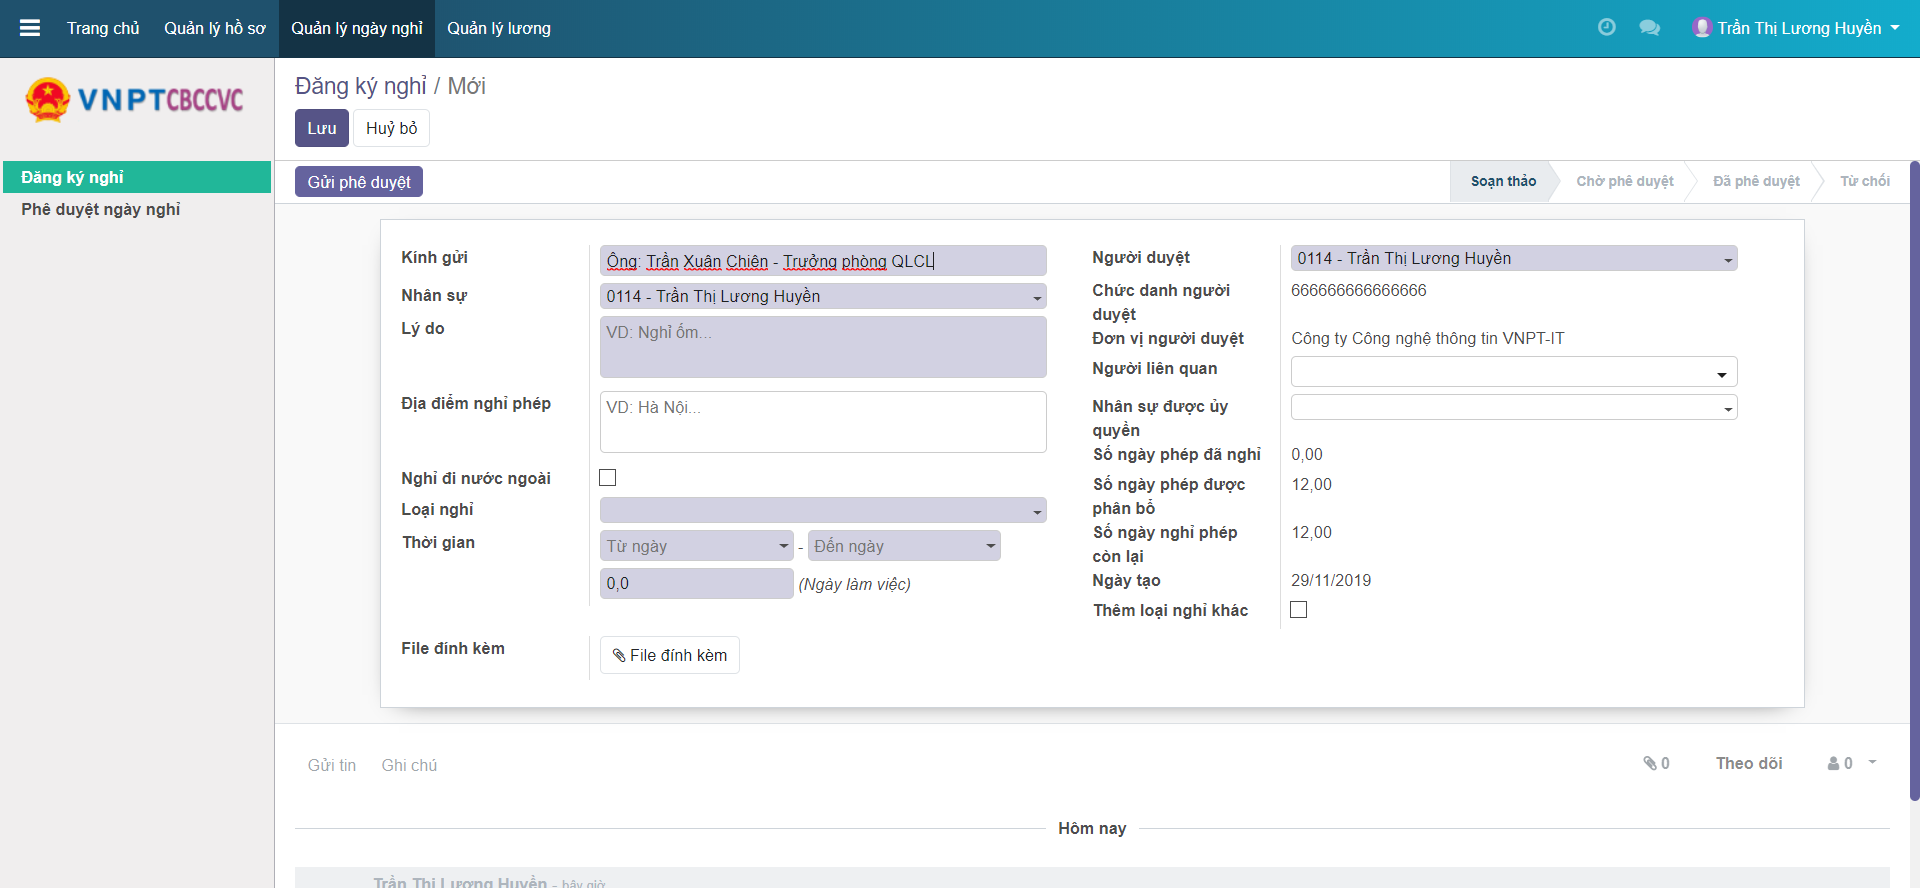 Trang chủ
Quản lý hồ sơ
Quản lý ngày nghỉ
Quản lý lương
Trần Thị Lương Huyền
VNPTCBCCVC
Đăng ký nghỉ
Phê duyệt ngày nghỉ
Đăng ký nghỉ / Mới
Lưu
Huỷ bỏ
Gửi phê duyệt
Soạn thảo
Chờ phê duyệt
Đã phê duyệt
Từ chối
Kính gửi
Ông: Trần Xuân Chiên - Trưởng phòng QLCL
Nhân sự
0114 - Trần Thị Lương Huyền
Lý do
VD: Nghỉ ốm...
Địa điểm nghỉ phép
VD: Hà Nội...
Nghỉ đi nước ngoài
Loại nghỉ
Thời gian
Từ ngày
-
Đến ngày
0,0
(Ngày làm việc)
File đính kèm
File đính kèm
Người duyệt
0114 - Trần Thị Lương Huyền
Chức danh người
duyệt
666666666666666
Đơn vị người duyệt
Công ty Công nghệ thông tin VNPT-IT
Người liên quan
Nhân sự được ủy
quyền
Số ngày phép đã nghỉ
0,00
Số ngày phép được
phân bổ
12,00
Số ngày nghỉ phép
còn lại
12,00
Ngày tạo
29/11/2019
Thêm loại nghỉ khác
Gửi tin
Ghi chú
0
Theo dõi
0
Hôm nay
Trần Thị Lương Huyền - bây giờ